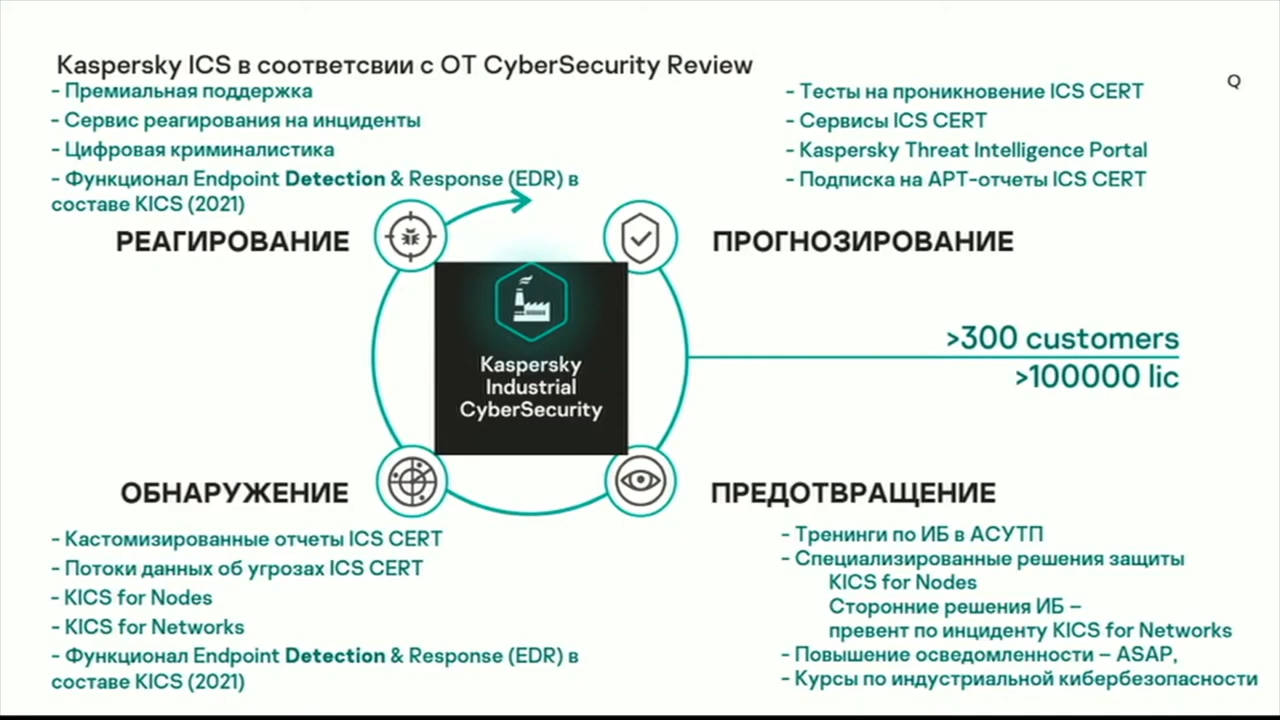 Kaspersky ICS в соответсвии с ОТ CyberSecurity Review
- Премиальная поддержка
- Сервис реагирования на инциденты
- Цифровая криминалистика
- Функционал Endpoint Detection & Response (EDR) в
составе KICS (2021)
РЕАГИРОВАНИЕ
- Тесты на проникновение ICS CERT
- Сервисы ICS CERT
- Kaspersky Threat Intelligence Portal
- Подписка на APT-отчеты ICS CERT
Q
ПРОГНОЗИРОВАНИЕ
Kaspersky
Industrial
CyberSecurity
>300 customers
>100000 lic
ОБНАРУЖЕНИЕ
- Кастомизированные отчеты ICS CERT
- Потоки данных об угрозах ICS CERT
- KICS for Nodes
- KICS for Networks
- Функционал Endpoint Detection & Response (EDR) в
составе KICS (2021)
ПРЕДОТВРАЩЕНИЕ
- Тренинги по ИБ в АСУТП
- Специализированные решения защиты
KICS for Nodes
Сторонние решения ИБ –
превент по инциденту KICS for Networks
- Повышение осведомленности – ASAP,
- Курсы по индустриальной кибербезопасности